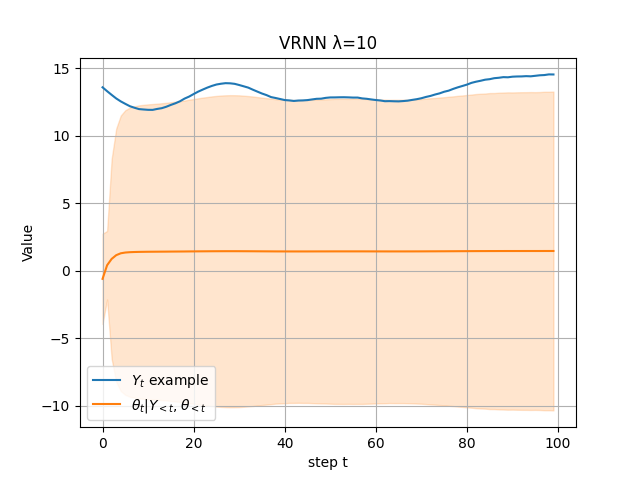 VRNN λ=10
Value
15
10
5
0
−5
−10
Y_t example
θ_t|Y_{<t}, θ_{<t}
0 20 40 60 80 100
step t